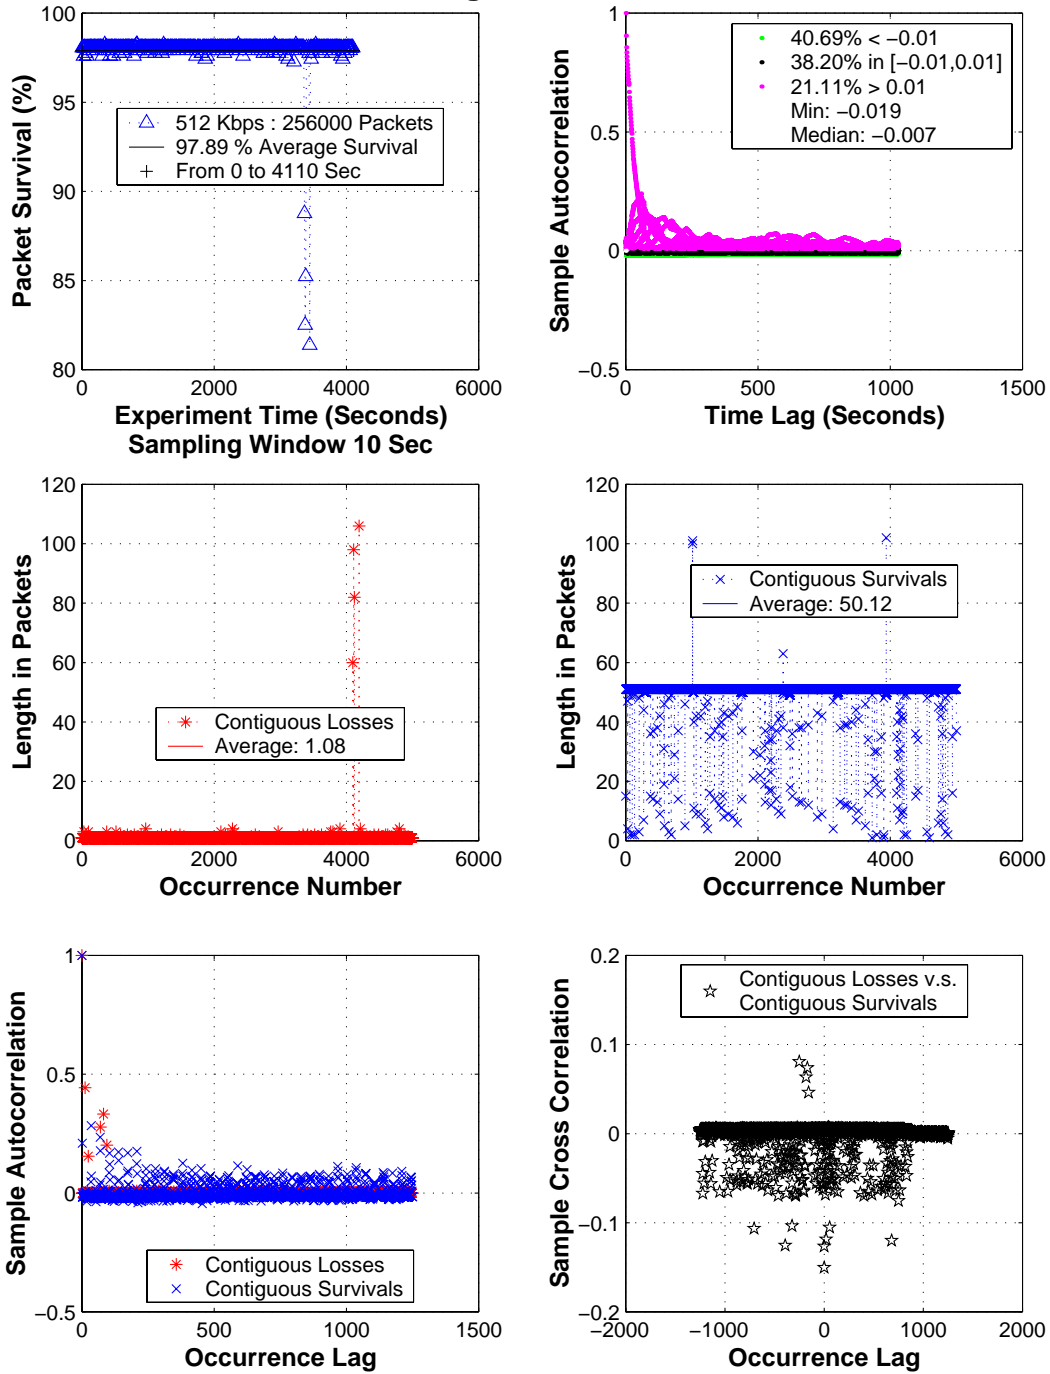 100
95
90
85
80
0
2000
4000
6000
Packet Survival (%)
512 Kbps : 256000 Packets
97.89 % Average Survival
From 0 to 4110 Sec
Experiment Time (Seconds)
Sampling Window 10 Sec
1
0.5
0
−0.5
0
500
1000
1500
Sample Autocorrelation
40.69% < −0.01
38.20% in [−0.01,0.01]
21.11% > 0.01
Min: −0.019
Median: −0.007
Time Lag (Seconds)
120
100
80
60
40
20
0
0
2000
4000
6000
Length in Packets
Contiguous Losses
Average: 1.08
Occurrence Number
120
100
80
60
40
20
0
0
2000
4000
6000
Length in Packets
Contiguous Survivals
Average: 50.12
Occurrence Number
1
0.5
0
−0.5
0
500
1000
1500
Sample Autocorrelation
Contiguous Losses
Contiguous Survivals
Occurrence Lag
0.2
0.1
0
−0.1
−0.2
−2000
−1000
0
1000
2000
Sample Cross Correlation
Contiguous Losses v.s.
Contiguous Survivals
Occurrence Lag